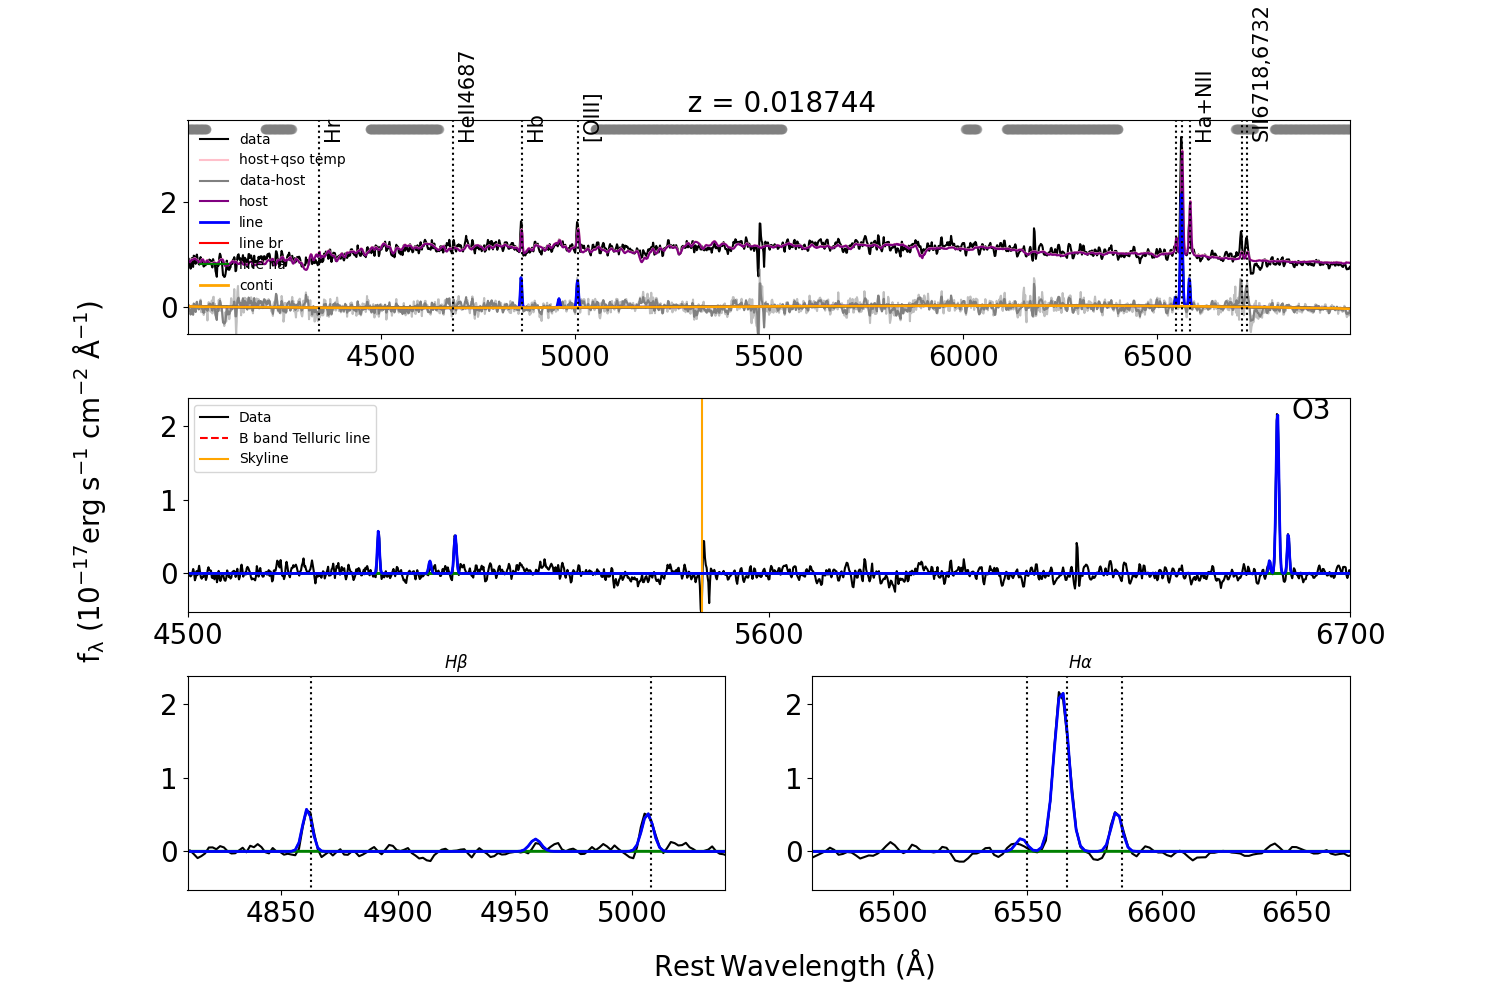 Hr
HeII4687
Hb
[OIII]
Ha+NII
SII6718,6732
z = 0.018744
data
host+qso temp
data-host
host
line
line br
line na
conti
2
0
4500
5000
5500
6000
6500
Data
B band Telluric line
Skyline
O3
2
1
0
4500
5600
6700
fλ (10⁻¹⁷erg s⁻¹ cm⁻² Å⁻¹)
Hβ
2
1
0
4850
4900
4950
5000
Hα
2
1
0
6500
6550
6600
6650
Rest Wavelength (Å)